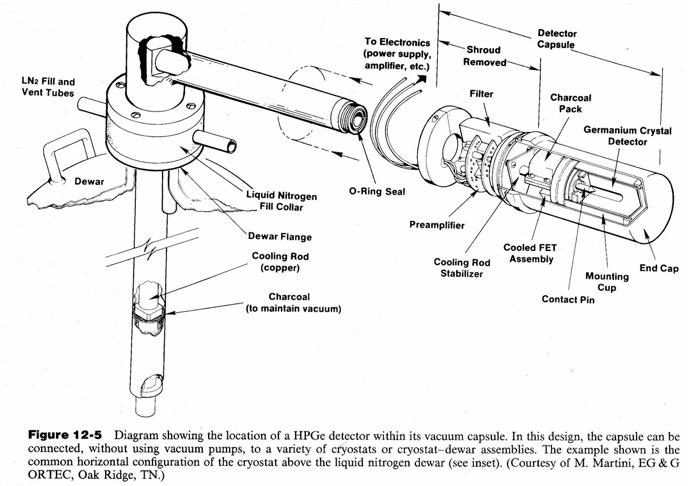 To Electronics
(power supply,
amplifier, etc.)
Detector
Capsule
Shroud
Removed
LN2 Fill and
Vent Tubes
Filter
Charcoal
Pack
Germanium Crystal
Detector
Dewar
O-Ring Seal
Liquid Nitrogen
Fill Collar
Preamplifier
Dewar Flange
Cooling Rod
Stabilizer
Cooled FET
Assembly
Mounting
Cup
End Cap
Contact Pin
Cooling Rod
(copper)
Charcoal
(to maintain vacuum)
Figure 12-5 Diagram showing the location of a HPGe detector within its vacuum capsule. In this design, the capsule can be
connected, without using vacuum pumps, to a variety of cryostats or cryostat–dewar assemblies. The example shown is the
common horizontal configuration of the cryostat above the liquid nitrogen dewar (see inset). (Courtesy of M. Martini, EG & G
ORTEC, Oak Ridge, TN.)